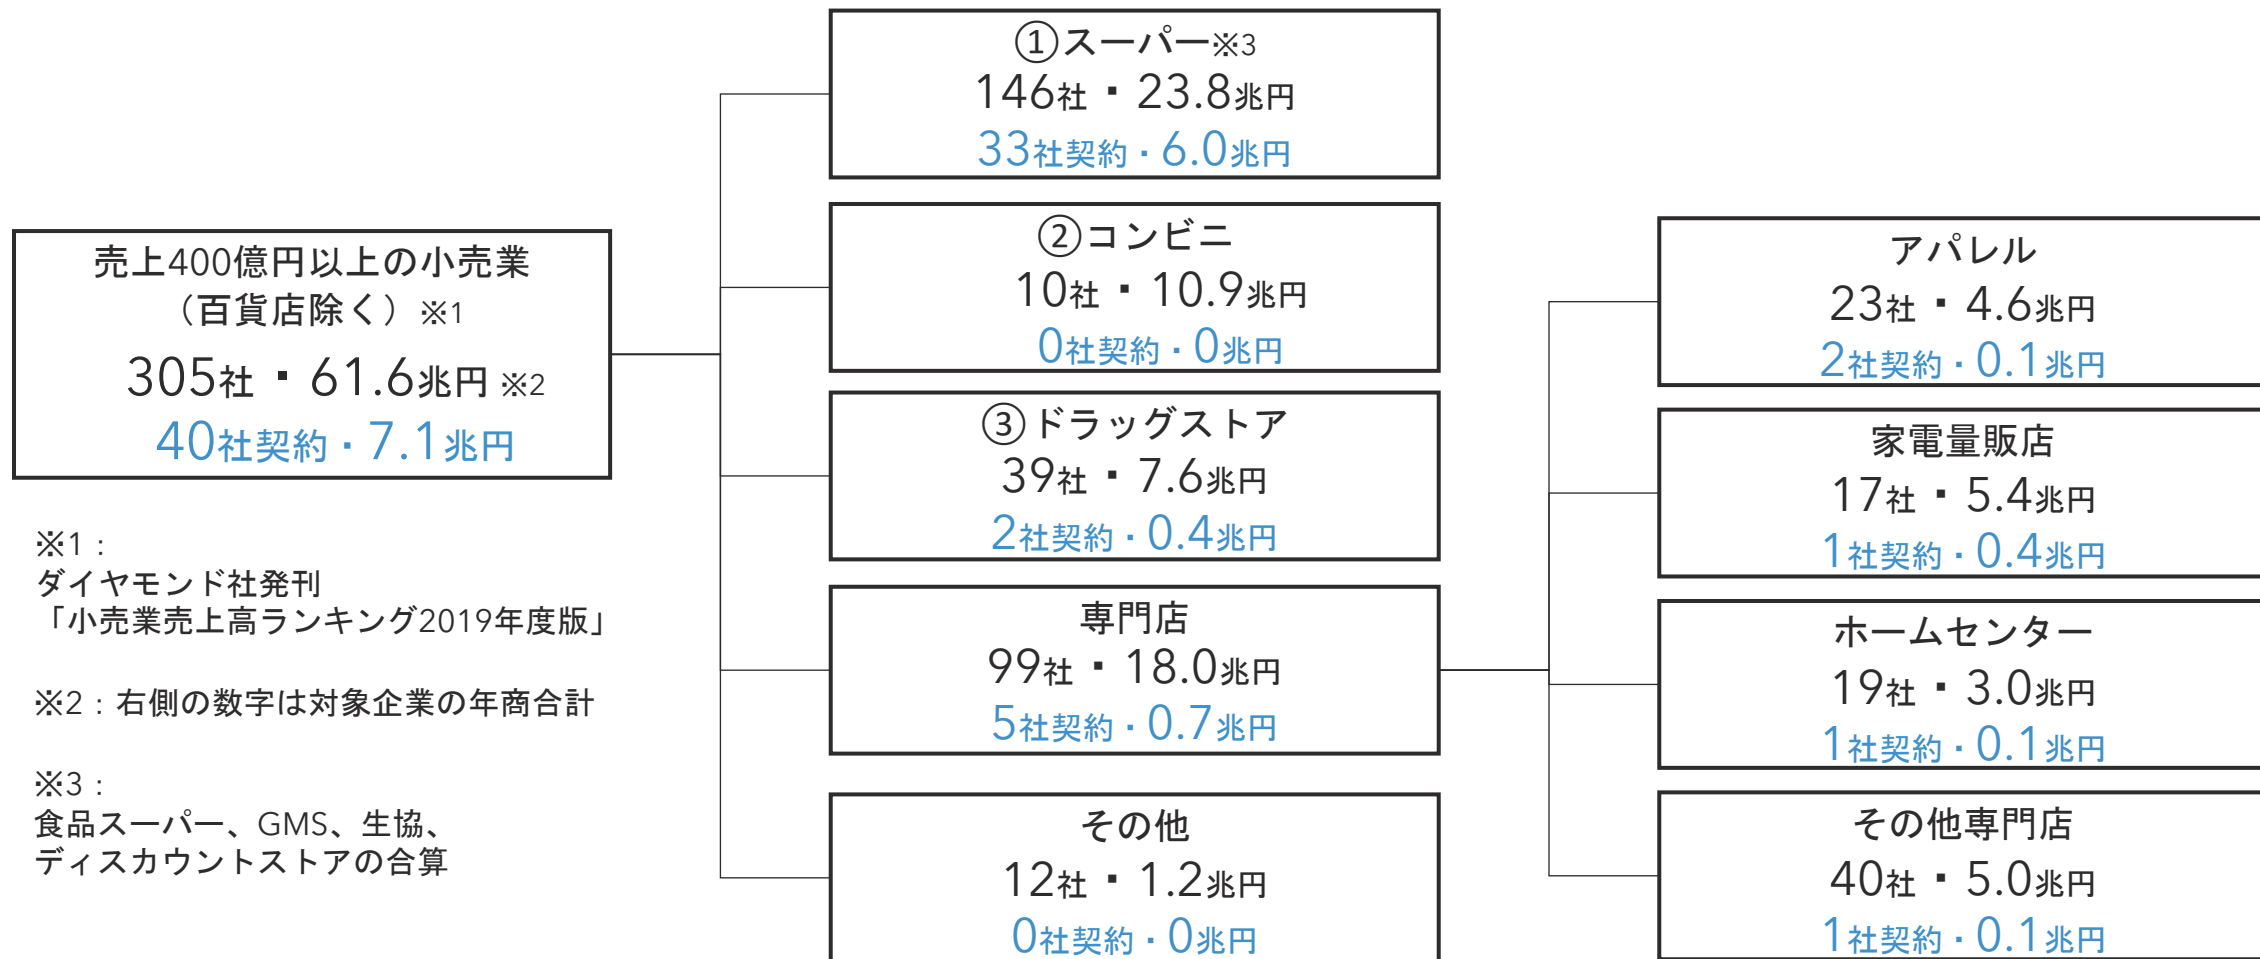 売上400億円以上の小売業
（百貨店除く）※1
305社・61.6兆円 ※2
40社契約・7.1兆円
※1：
ダイヤモンド社発刊
「小売業売上高ランキング2019年度版」
※2：右側の数字は対象企業の年商合計
※3：
食品スーパー、GMS、生協、
ディスカウントストアの合算
①スーパー※3
146社・23.8兆円
33社契約・6.0兆円
②コンビニ
10社・10.9兆円
0社契約・0兆円
③ドラッグストア
39社・7.6兆円
2社契約・0.4兆円
専門店
99社・18.0兆円
5社契約・0.7兆円
その他
12社・1.2兆円
0社契約・0兆円
アパレル
23社・4.6兆円
2社契約・0.1兆円
家電量販店
17社・5.4兆円
1社契約・0.4兆円
ホームセンター
19社・3.0兆円
1社契約・0.1兆円
その他専門店
40社・5.0兆円
1社契約・0.1兆円